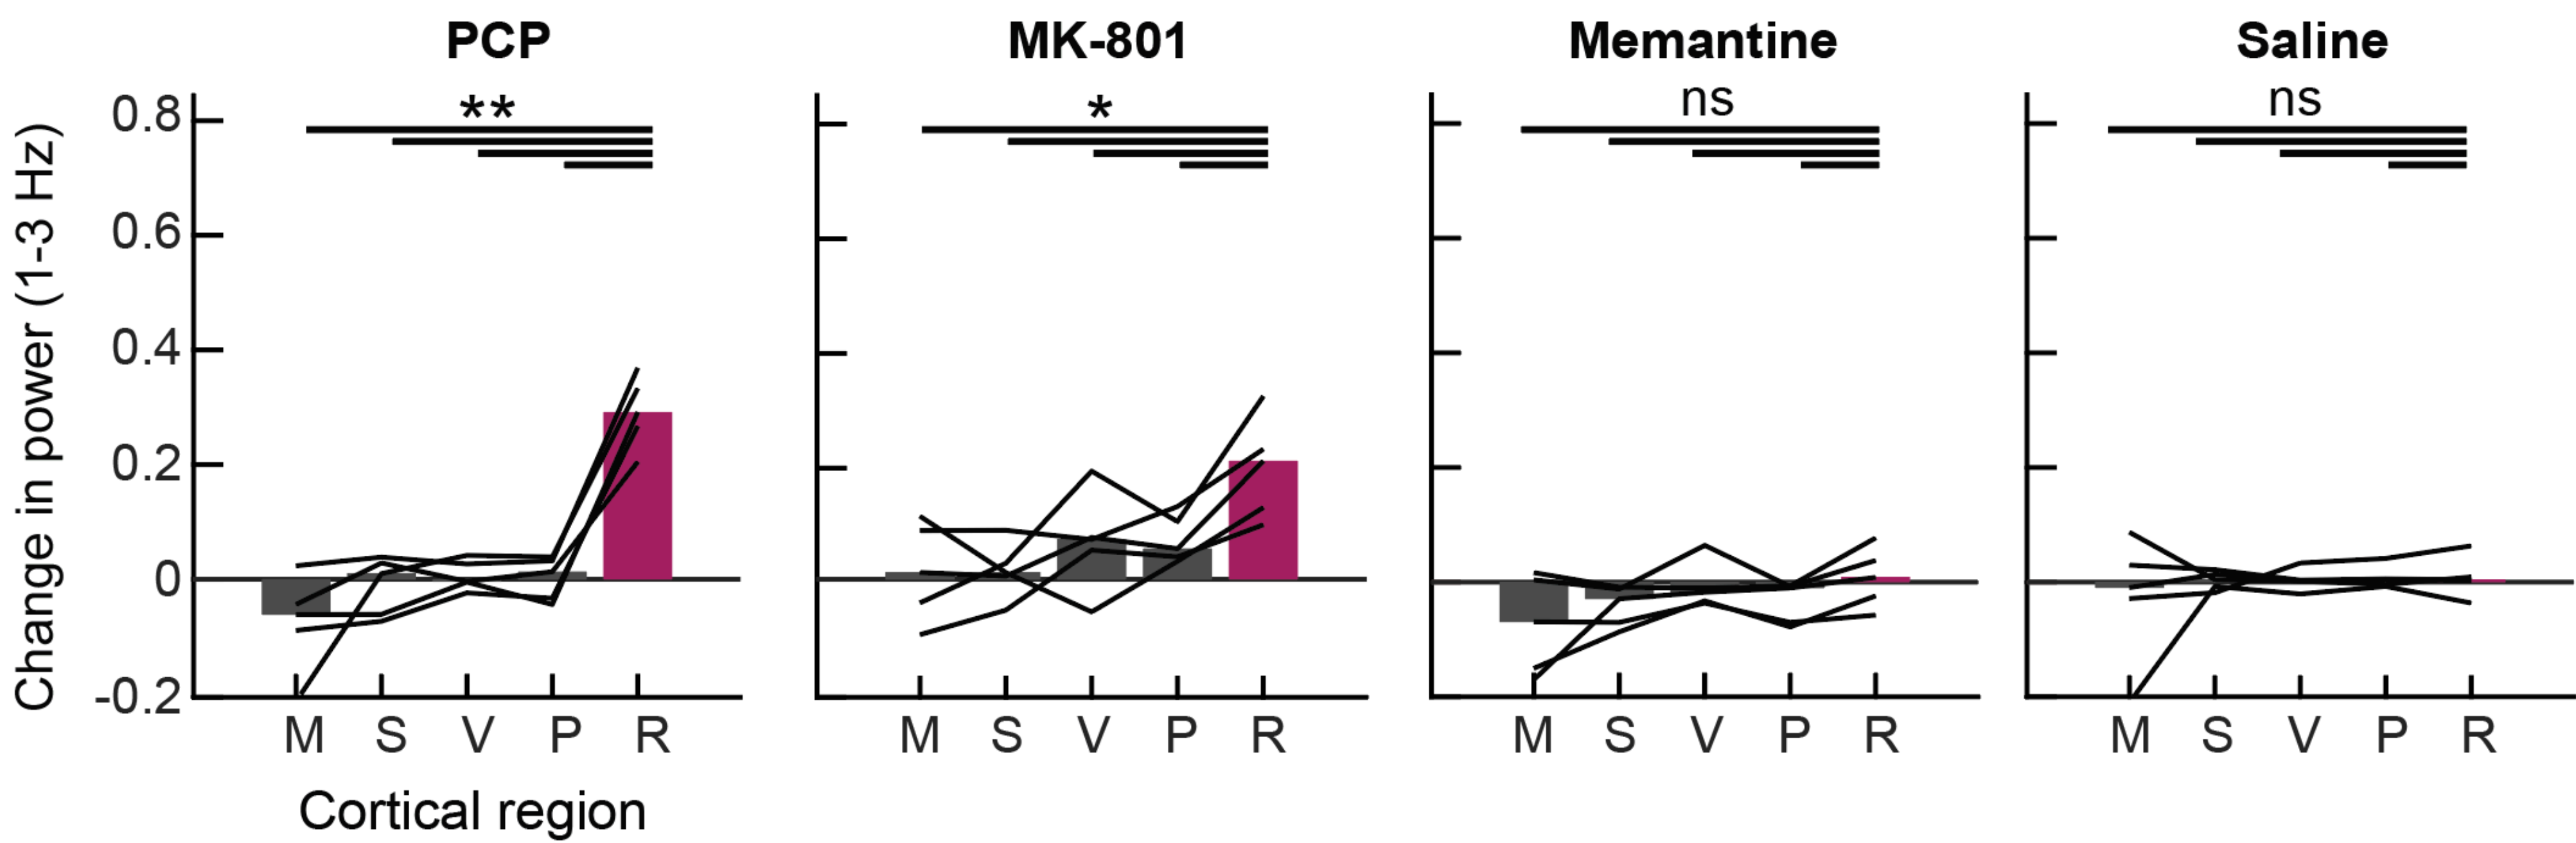 PCP
MK-801
Memantine
Saline
**
*
ns
ns
Change in power (1-3 Hz)
0.8
0.6
0.4
0.2
0
-0.2
M S V P R
M S V P R
M S V P R
M S V P R
Cortical region